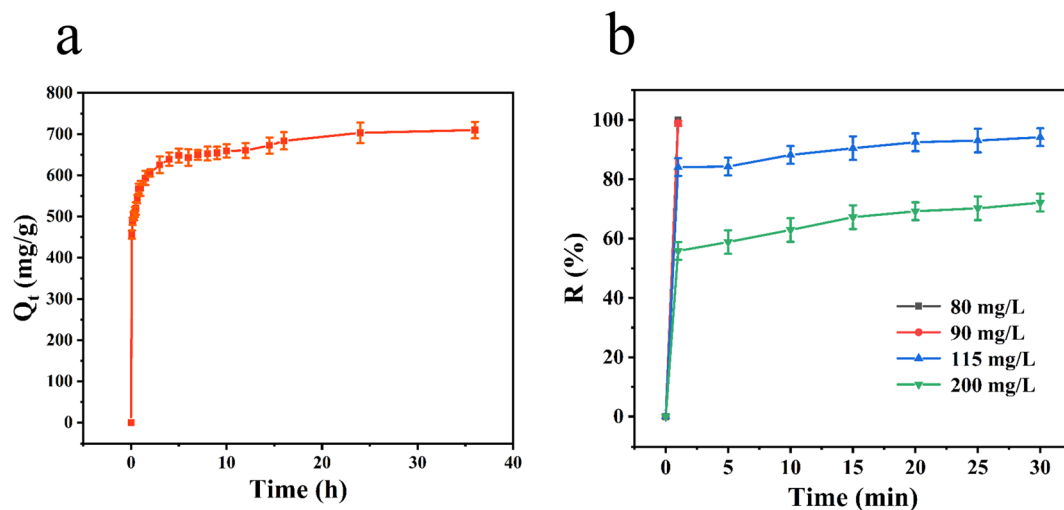 a
800
700
600
500
400
300
200
100
0
Qt (mg/g)
0 10 20 30 40
Time (h)
b
100
80
60
40
20
0
R (%)
80 mg/L
90 mg/L
115 mg/L
200 mg/L
0 5 10 15 20 25 30
Time (min)